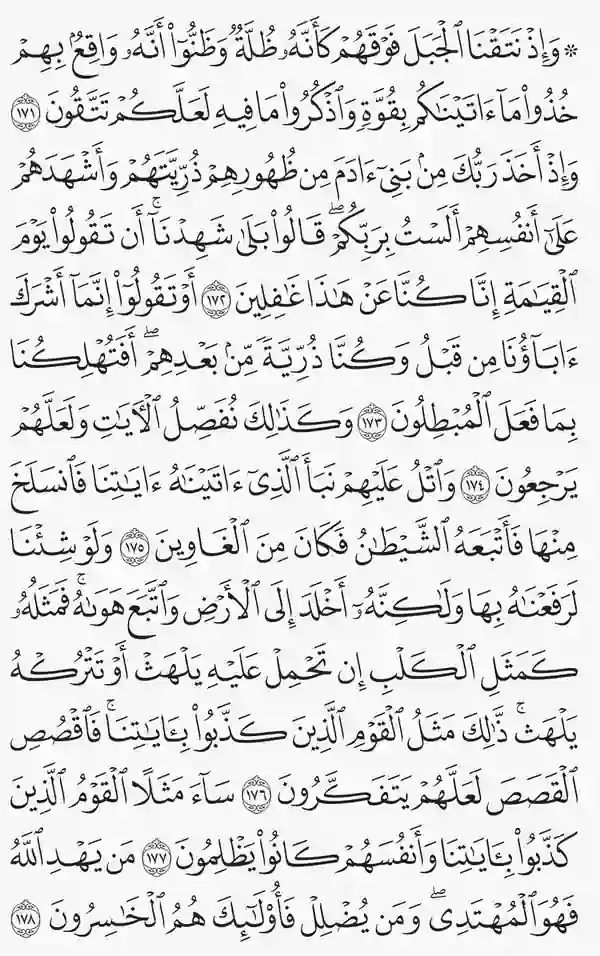 ۞ وَإِذْ نَتَقْنَا ٱلْجَبَلَ فَوْقَهُمْ كَأَنَّهُۥ ظُلَّةٌ وَظَنُّوٓا۟ أَنَّهُۥ وَاقِعٌۢ بِهِمْ
خُذُوا۟ مَآ ءَاتَيْنَٰكُم بِقُوَّةٍ وَٱذْكُرُوا۟ مَا فِيهِ لَعَلَّكُمْ تَتَّقُونَ ١٧١
وَإِذْ أَخَذَ رَبُّكَ مِنۢ بَنِىٓ ءَادَمَ مِن ظُهُورِهِمْ ذُرِّيَّتَهُمْ وَأَشْهَدَهُمْ
عَلَىٰٓ أَنفُسِهِمْ أَلَسْتُ بِرَبِّكُمْ ۖ قَالُوا۟ بَلَىٰ شَهِدْنَآ ۚ أَن تَقُولُوا۟ يَوْمَ
ٱلْقِيَٰمَةِ إِنَّا كُنَّا عَنْ هَٰذَا غَٰفِلِينَ ١٧٢ أَوْ تَقُولُوٓا۟ إِنَّمَآ أَشْرَكَ
ءَابَآؤُنَا مِن قَبْلُ وَكُنَّا ذُرِّيَّةً مِّنۢ بَعْدِهِمْ ۖ أَفَتُهْلِكُنَا
بِمَا فَعَلَ ٱلْمُبْطِلُونَ ١٧٣ وَكَذَٰلِكَ نُفَصِّلُ ٱلْءَايَٰتِ وَلَعَلَّهُمْ
يَرْجِعُونَ ١٧٤ وَٱتْلُ عَلَيْهِمْ نَبَأَ ٱلَّذِىٓ ءَاتَيْنَٰهُ ءَايَٰتِنَا فَٱنسَلَخَ
مِنْهَا فَأَتْبَعَهُ ٱلشَّيْطَٰنُ فَكَانَ مِنَ ٱلْغَاوِينَ ١٧٥ وَلَوْ شِئْنَا
لَرَفَعْنَٰهُ بِهَا وَلَٰكِنَّهُۥٓ أَخْلَدَ إِلَى ٱلْأَرْضِ وَٱتَّبَعَ هَوَىٰهُ ۚ فَمَثَلُهُۥ
كَمَثَلِ ٱلْكَلْبِ إِن تَحْمِلْ عَلَيْهِ يَلْهَثْ أَوْ تَتْرُكْهُ
يَلْهَث ۚ ذَّٰلِكَ مَثَلُ ٱلْقَوْمِ ٱلَّذِينَ كَذَّبُوا۟ بِـَٔايَٰتِنَا ۚ فَٱقْصُصِ
ٱلْقَصَصَ لَعَلَّهُمْ يَتَفَكَّرُونَ ١٧٦ سَآءَ مَثَلًا ٱلْقَوْمُ ٱلَّذِينَ
كَذَّبُوا۟ بِـَٔايَٰتِنَا وَأَنفُسَهُمْ كَانُوا۟ يَظْلِمُونَ ١٧٧ مَن يَهْدِ ٱللَّهُ
فَهُوَ ٱلْمُهْتَدِى ۖ وَمَن يُضْلِلْ فَأُو۟لَٰٓئِكَ هُمُ ٱلْخَٰسِرُونَ ١٧٨